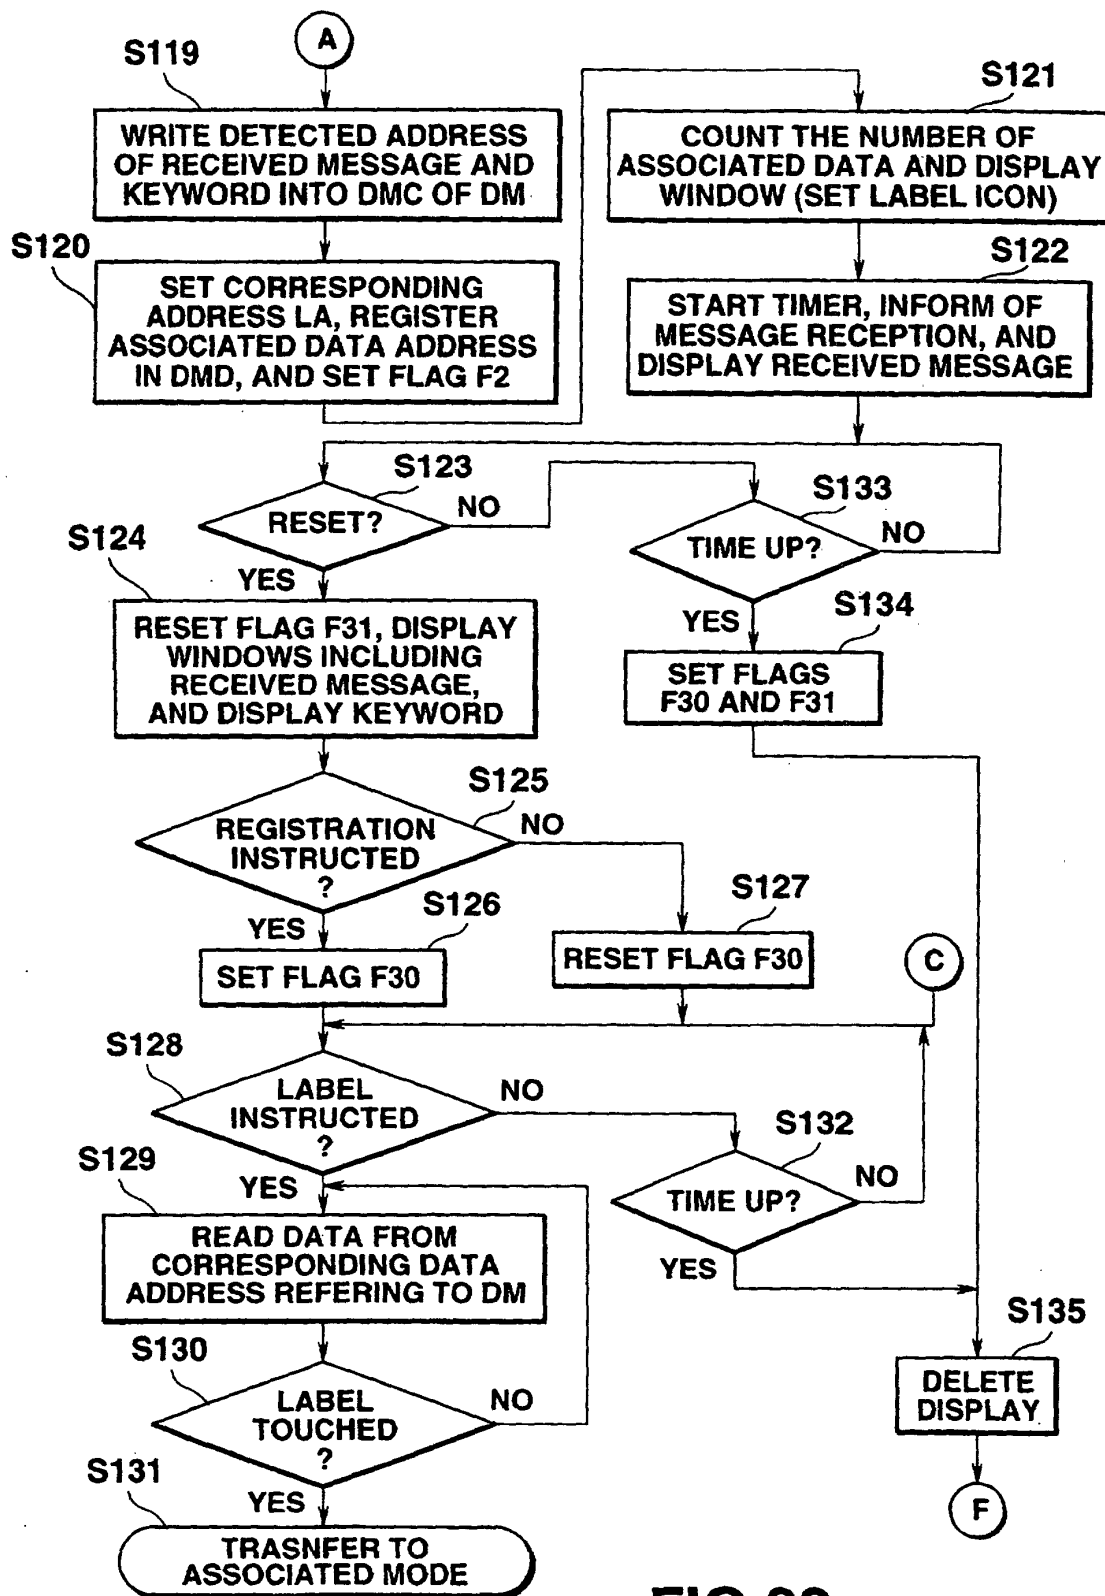 A
S119
WRITE DETECTED ADDRESS
OF RECEIVED MESSAGE AND
KEYWORD INTO DMC OF DM
S120
SET CORRESPONDING
ADDRESS LA, REGISTER
ASSOCIATED DATA ADDRESS
IN DMD, AND SET FLAG F2
S121
COUNT THE NUMBER OF
ASSOCIATED DATA AND DISPLAY
WINDOW (SET LABEL ICON)
S122
START TIMER, INFORM OF
MESSAGE RECEPTION, AND
DISPLAY RECEIVED MESSAGE
S123
RESET?
NO
YES
S133
TIME UP?
NO
YES
S134
SET FLAGS
F30 AND F31
S124
RESET FLAG F31, DISPLAY
WINDOWS INCLUDING
RECEIVED MESSAGE,
AND DISPLAY KEYWORD
S125
REGISTRATION
INSTRUCTED
?
NO
YES
S126
SET FLAG F30
S127
RESET FLAG F30
C
S128
LABEL
INSTRUCTED
?
NO
YES
S132
TIME UP?
NO
YES
S129
READ DATA FROM
CORRESPONDING DATA
ADDRESS REFERING TO DM
S130
LABEL
TOUCHED
?
NO
YES
S131
TRASNFER TO
ASSOCIATED MODE
S135
DELETE
DISPLAY
F